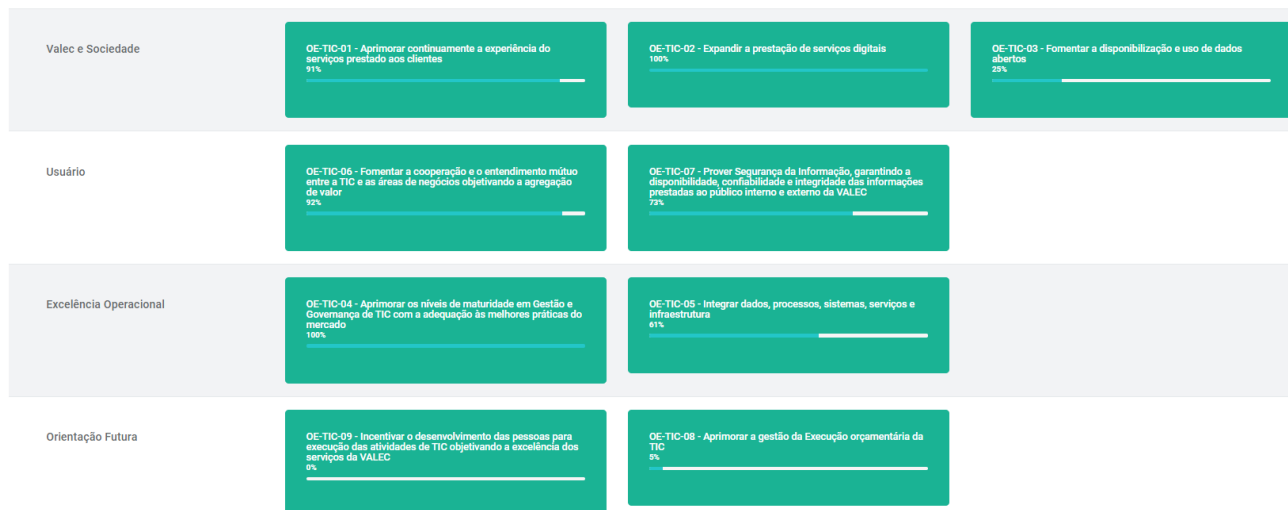 Valec e Sociedade
OE-TIC-01 - Aprimorar continuamente a experiência do
serviços prestado aos clientes
91%
OE-TIC-02 - Expandir a prestação de serviços digitais
100%
OE-TIC-03 - Fomentar a disponibilização e uso de dados
abertos
25%
Usuário
OE-TIC-06 - Fomentar a cooperação e o entendimento mútuo
entre a TIC e as áreas de negócios objetivando a agregação
de valor
92%
OE-TIC-07 - Prover Segurança da Informação, garantindo a
disponibilidade, confiabilidade e integridade das informações
prestadas ao público interno e externo da VALEC
73%
Excelência Operacional
OE-TIC-04 - Aprimorar os níveis de maturidade em Gestão e
Governança de TIC com a adequação às melhores práticas do
mercado
100%
OE-TIC-05 - Integrar dados, processos, sistemas, serviços e
infraestrutura
61%
Orientação Futura
OE-TIC-09 - Incentivar o desenvolvimento das pessoas para
execução das atividades de TIC objetivando a excelência dos
serviços da VALEC
0%
OE-TIC-08 - Aprimorar a gestão da Execução orçamentária da
TIC
5%